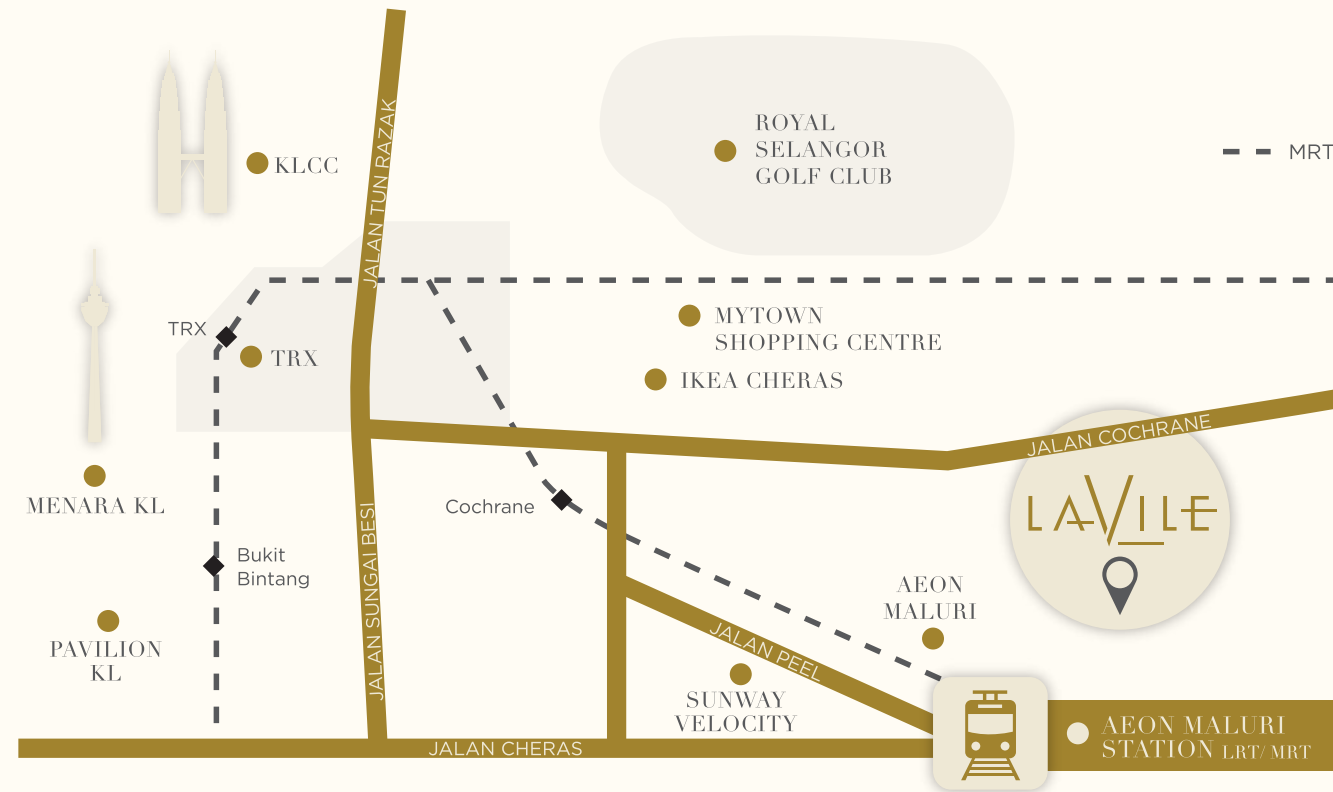 ROYAL
SELANGOR
GOLF CLUB
MRT
KLCC
JALAN TUN RAZAK
MYTOWN
SHOPPING CENTRE
TRX
TRX
IKEA CHERAS
JALAN COCHRANE
LAVILE
MENARA KL
Cochrane
JALAN SUNGAI BESI
Bukit
Bintang
AEON
MALURI
PAVILION
KL
JALAN PEEL
SUNWAY
VELOCITY
JALAN CHERAS
AEON MALURI
STATION LRT/MRT